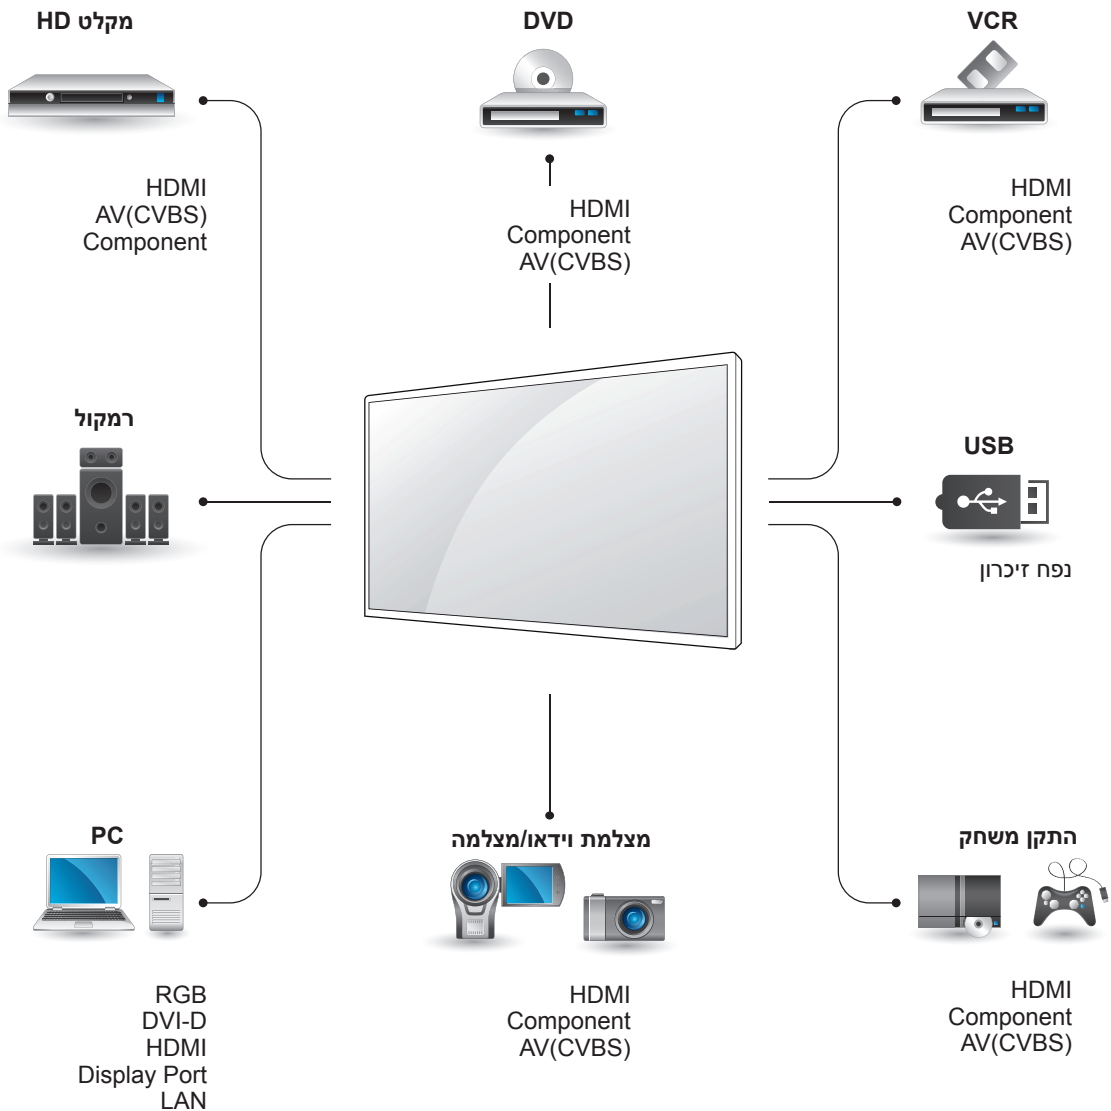 מקלט HD
HDMI
AV(CVBS)
Component
DVD
HDMI
Component
AV(CVBS)
VCR
HDMI
Component
AV(CVBS)
רמקול
USB
נפח זיכרון
PC
RGB
DVI-D
HDMI
Display Port
LAN
מצלמת וידאו/מצלמה
HDMI
Component
AV(CVBS)
התקן משחק
HDMI
Component
AV(CVBS)